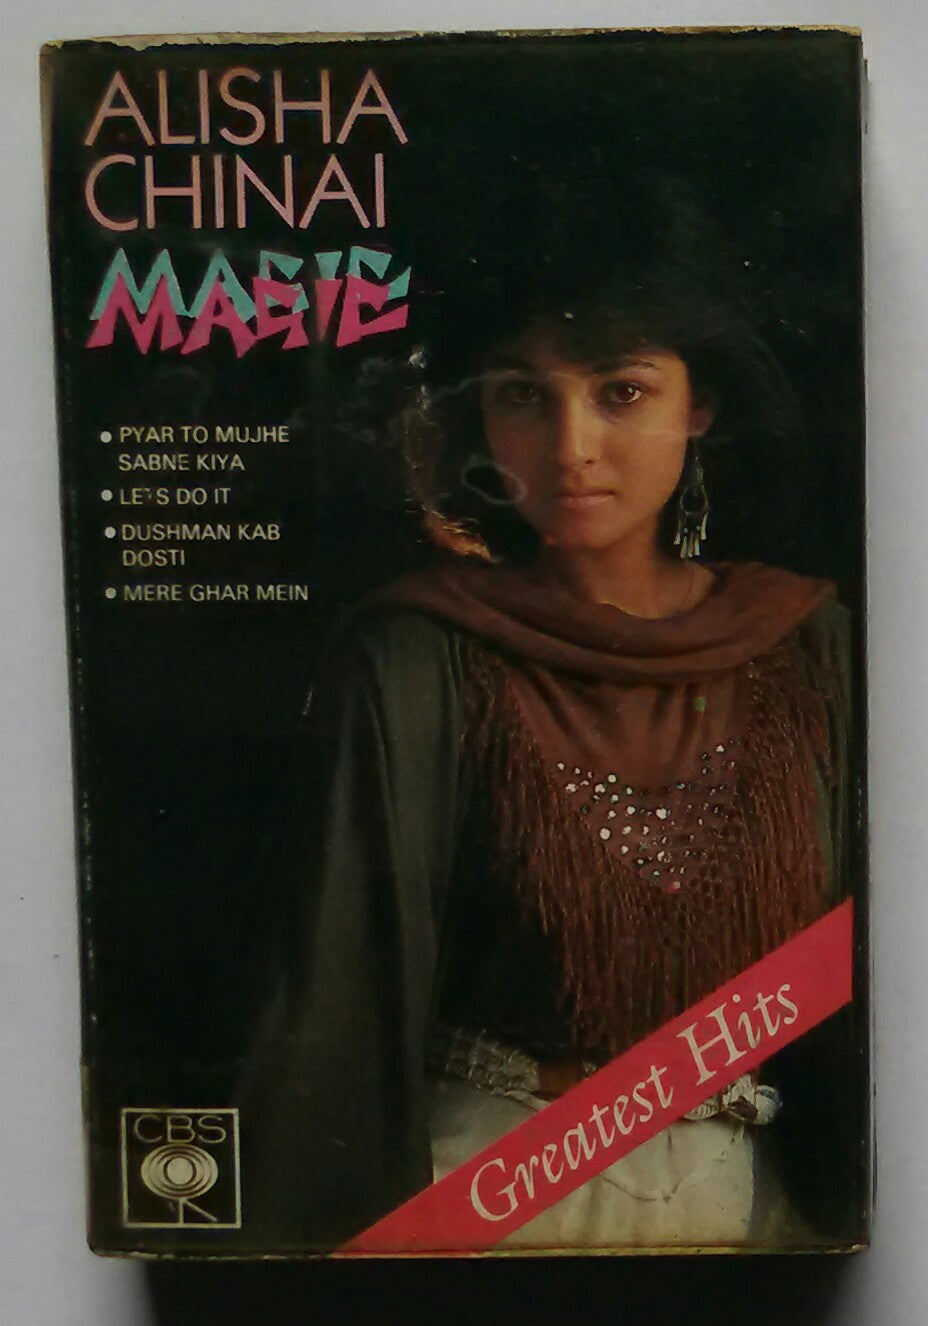 ALISHA
CHINAI
MAGIC
● PYAR TO MUJHE
SABNE KIYA
● LET'S DO IT
● DUSHMAN KAB
DOSTI
● MERE GHAR MEIN
Greatest Hits
CBS